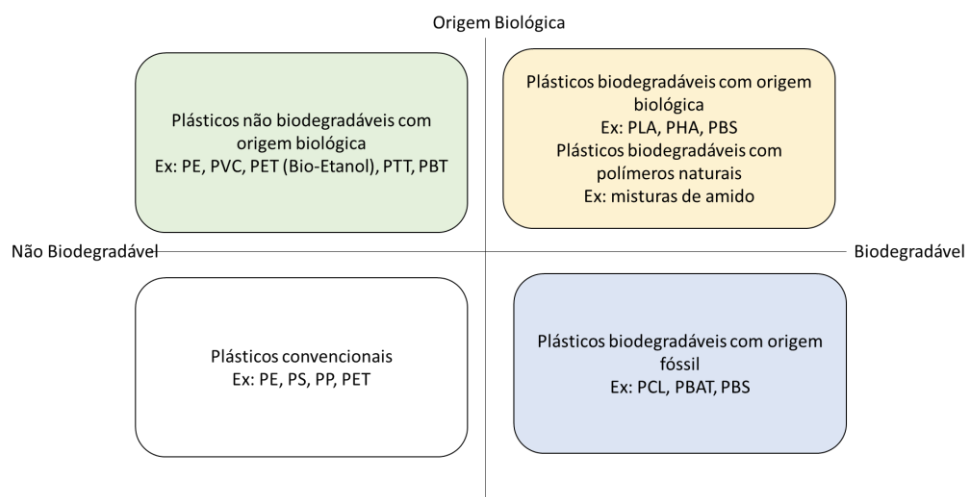 Origem Biológica
Plásticos não biodegradáveis com
origem biológica
Ex: PE, PVC, PET (Bio-Etanol), PTT, PBT
Plásticos biodegradáveis com origem
biológica
Ex: PLA, PHA, PBS
Plásticos biodegradáveis com
polímeros naturais
Ex: misturas de amido
Não Biodegradável
Biodegradável
Plásticos convencionais
Ex: PE, PS, PP, PET
Plásticos biodegradáveis com origem
fóssil
Ex: PCL, PBAT, PBS